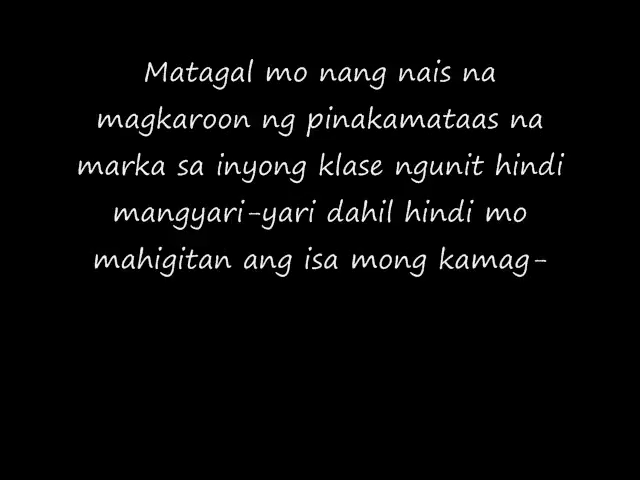 Matagal mo nang nais na
magkaroon ng pinakamataas na
marka sa inyong klase ngunit hindi
mangyari-yari dahil hindi mo
mahigitan ang isa mong kamag-